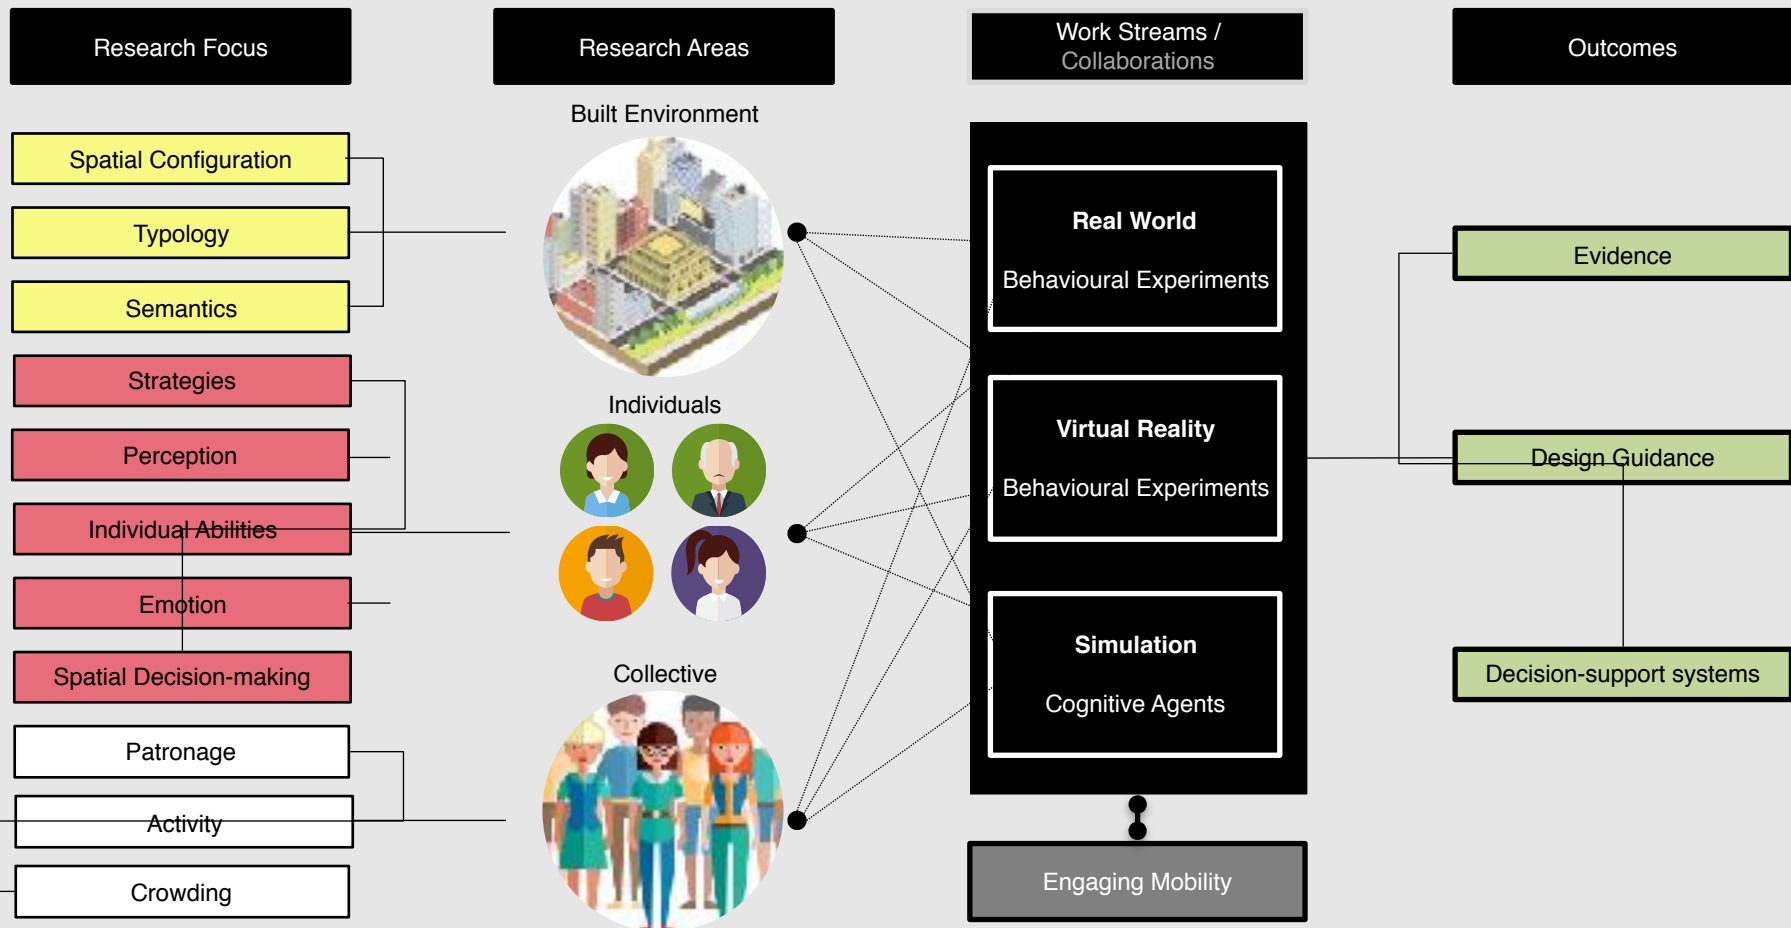 Research Focus
Research Areas
Work Streams /
Collaborations
Outcomes
Spatial Configuration
Typology
Semantics
Strategies
Perception
Individual Abilities
Emotion
Spatial Decision-making
Patronage
Activity
Crowding
Built Environment
Individuals
Collective
Real World
Behavioural Experiments
Virtual Reality
Behavioural Experiments
Simulation
Cognitive Agents
Engaging Mobility
Evidence
Design Guidance
Decision-support systems